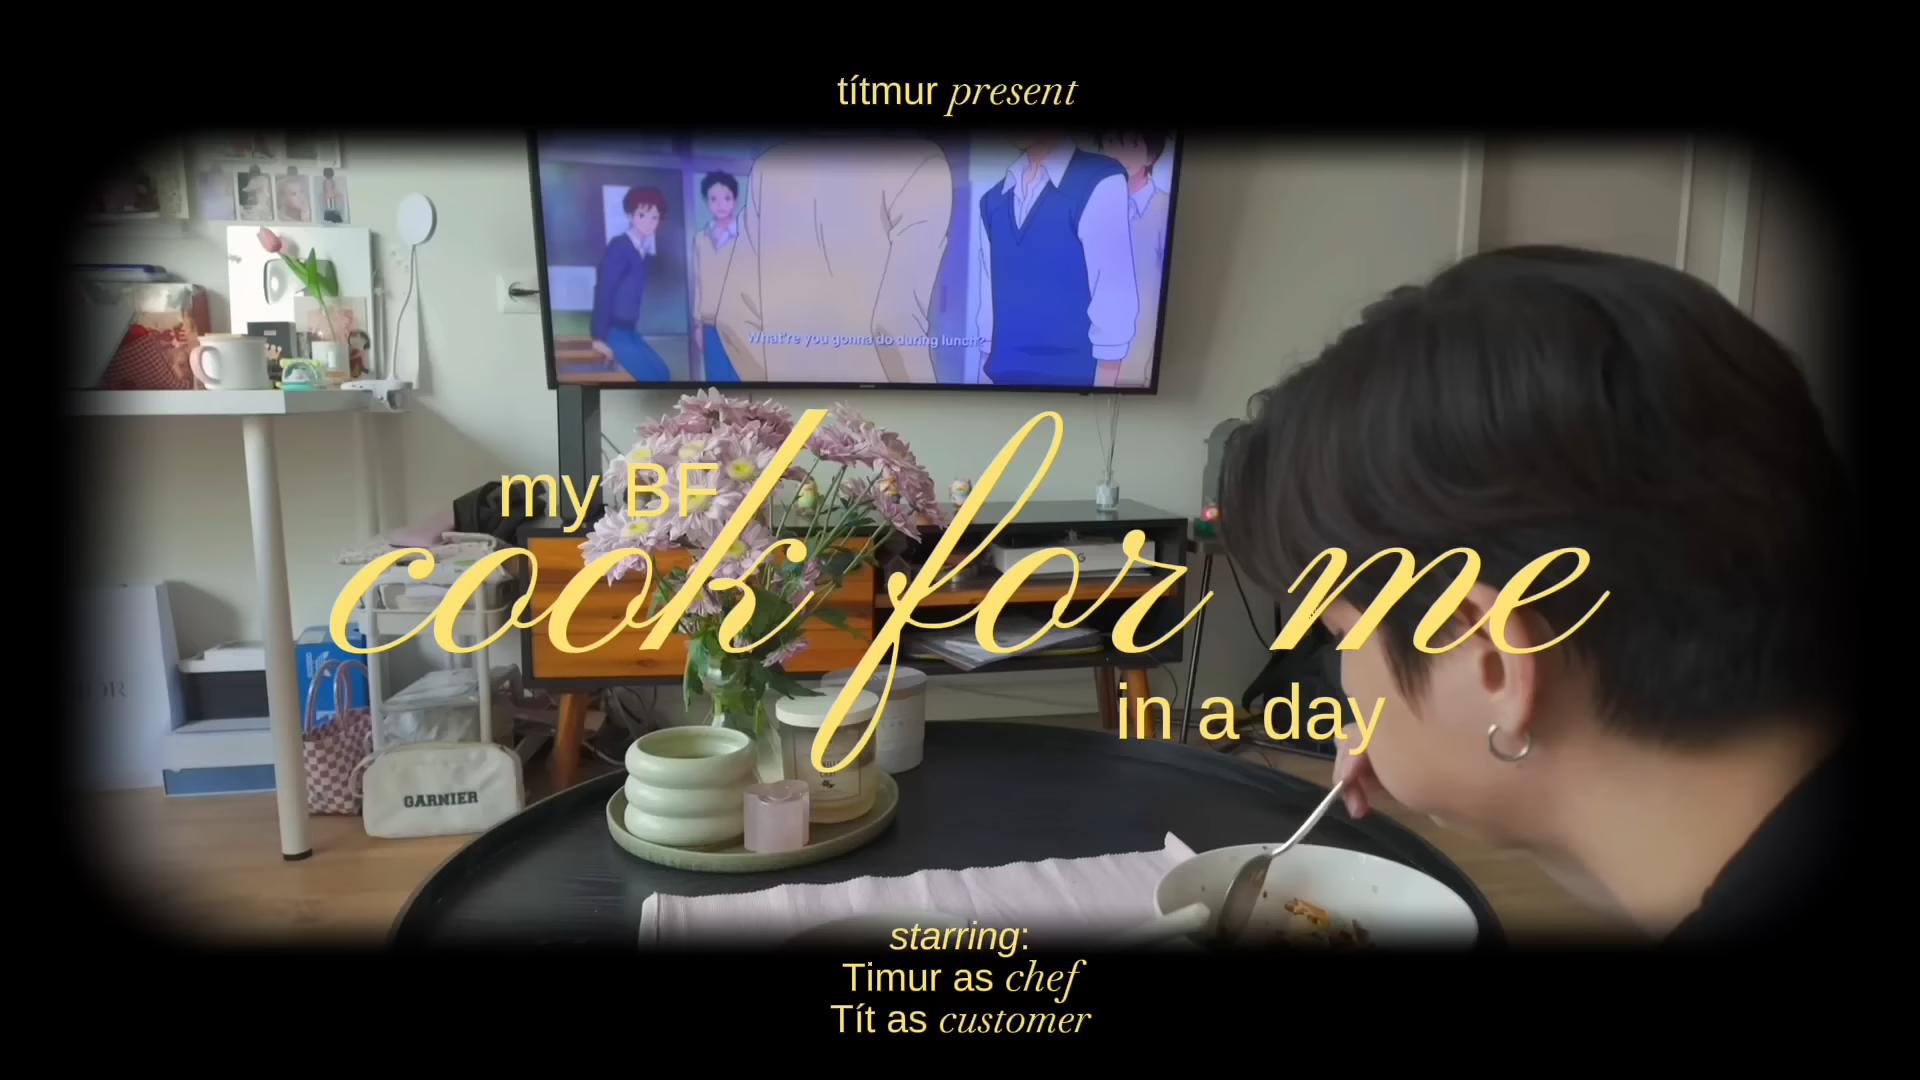 títmur present
What're you gonna do during lunch?
my BF
cook for me
in a day
GARNIER
starring:
Timur as chef
Tít as customer